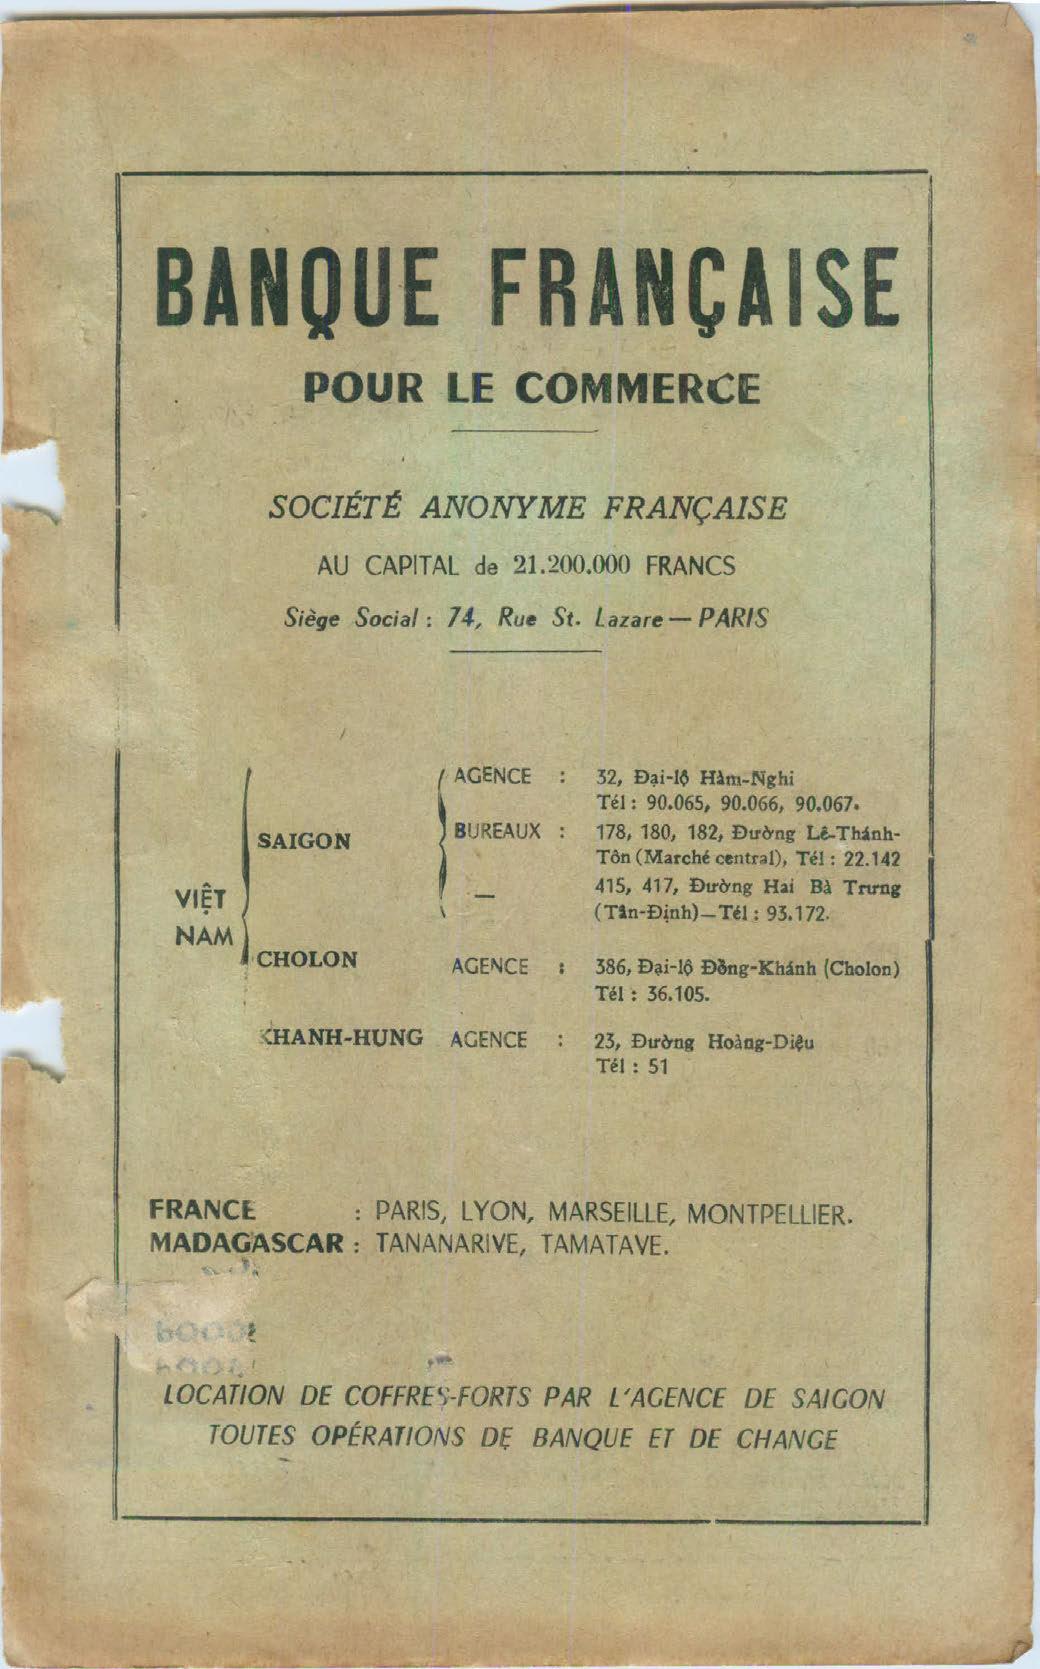 BANQUE FRANÇAISE
POUR LE COMMERCE
SOCIÉTÉ ANONYME FRANÇAISE
AU CAPITAL de 21.200.000 FRANCS
Siège Social : 74, Rue St. Lazare — PARIS
VIỆT NAM
SAIGON
AGENCE : 32, Đại-lộ Hàm-Nghi
Tél : 90.065, 90.066, 90.067.
BUREAUX : 178, 180, 182, Đường Lê-Thánh-
Tôn (Marché central), Tél : 22.142
— 415, 417, Đường Hai Bà Trưng
(Tân-Định) — Tél : 93.172.
CHOLON AGENCE : 386, Đại-lộ Đồng-Khánh (Cholon)
Tél : 36.105.
KHANH-HUNG AGENCE : 23, Đường Hoàng-Diệu
Tél : 51
FRANCE : PARIS, LYON, MARSEILLE, MONTPELLIER.
MADAGASCAR : TANANARIVE, TAMATAVE.
LOCATION DE COFFRES-FORTS PAR L'AGENCE DE SAIGON
TOUTES OPÉRATIONS DE BANQUE ET DE CHANGE